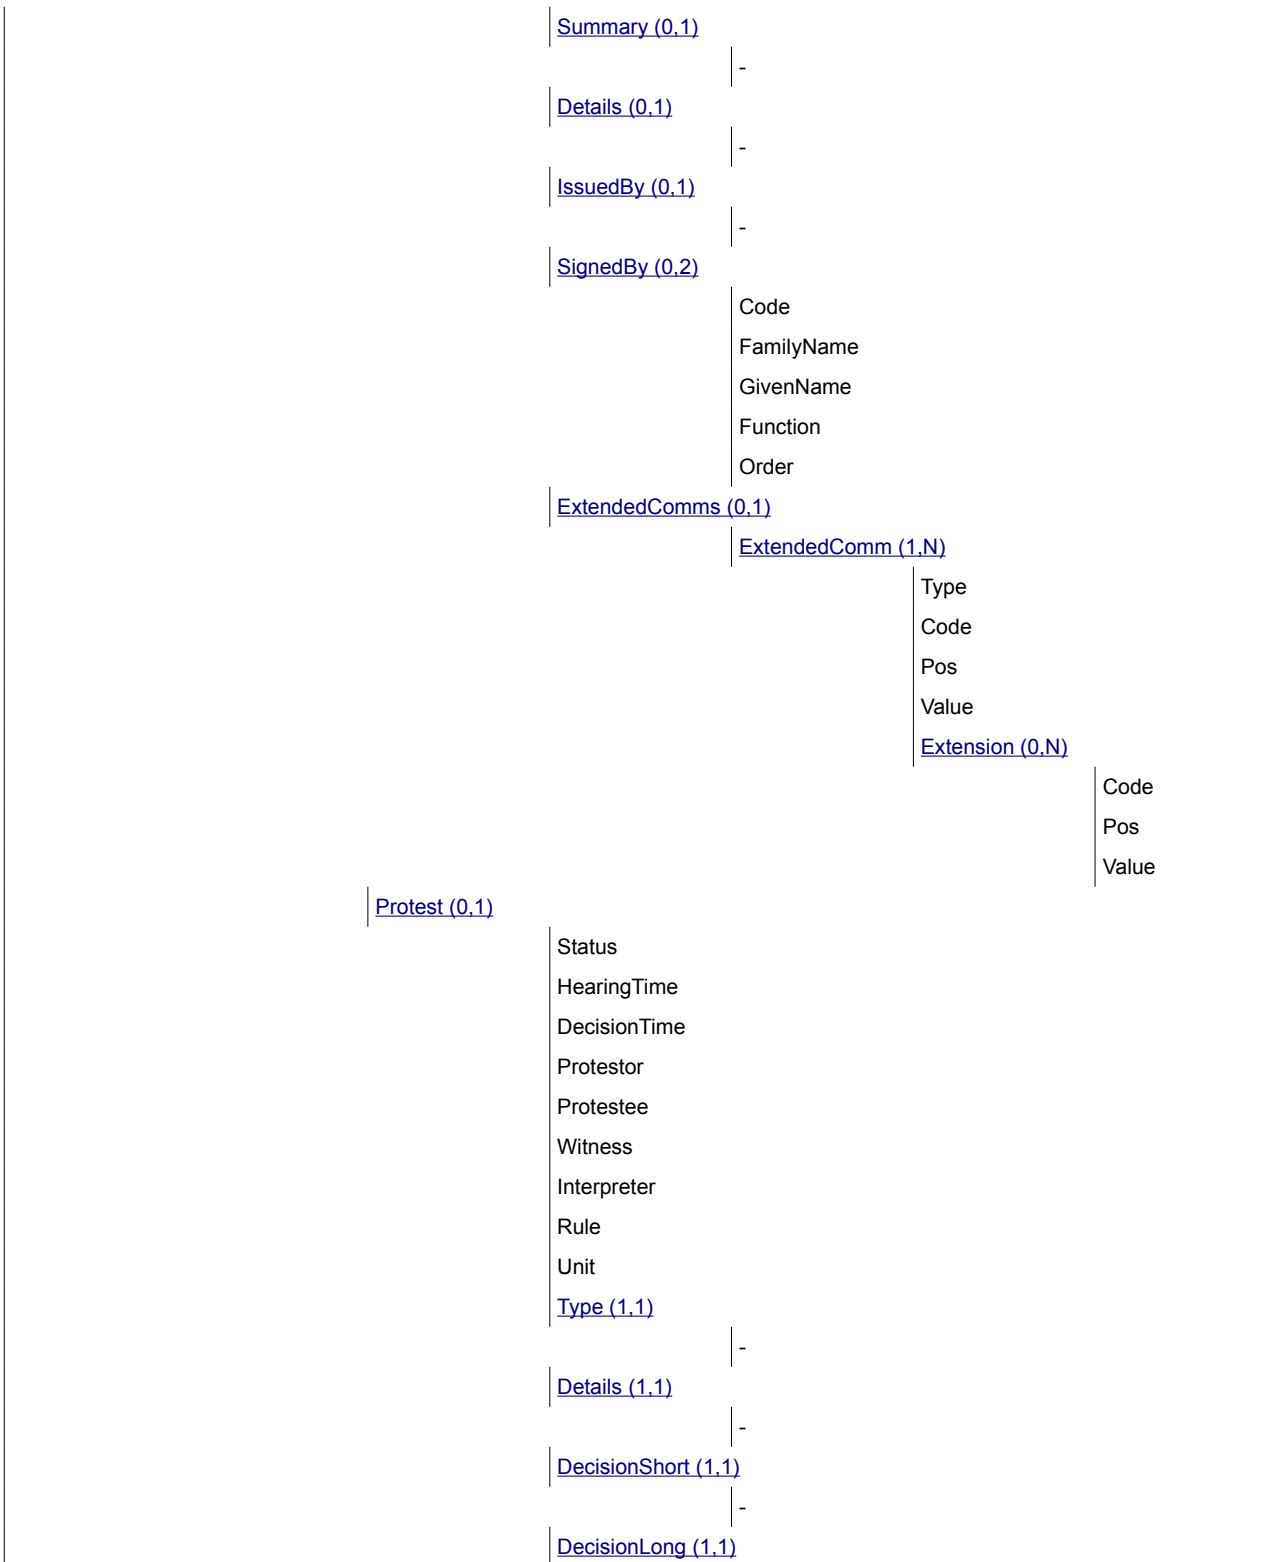 Summary (0,1)
-
Details (0,1)
-
IssuedBy (0,1)
-
SignedBy (0,2)
Code
FamilyName
GivenName
Function
Order
ExtendedComms (0,1)
ExtendedComm (1,N)
Type
Code
Pos
Value
Extension (0,N)
Code
Pos
Value
Protest (0,1)
Status
HearingTime
DecisionTime
Protestor
Protestee
Witness
Interpreter
Rule
Unit
Type (1,1)
-
Details (1,1)
-
DecisionShort (1,1)
-
DecisionLong (1,1)